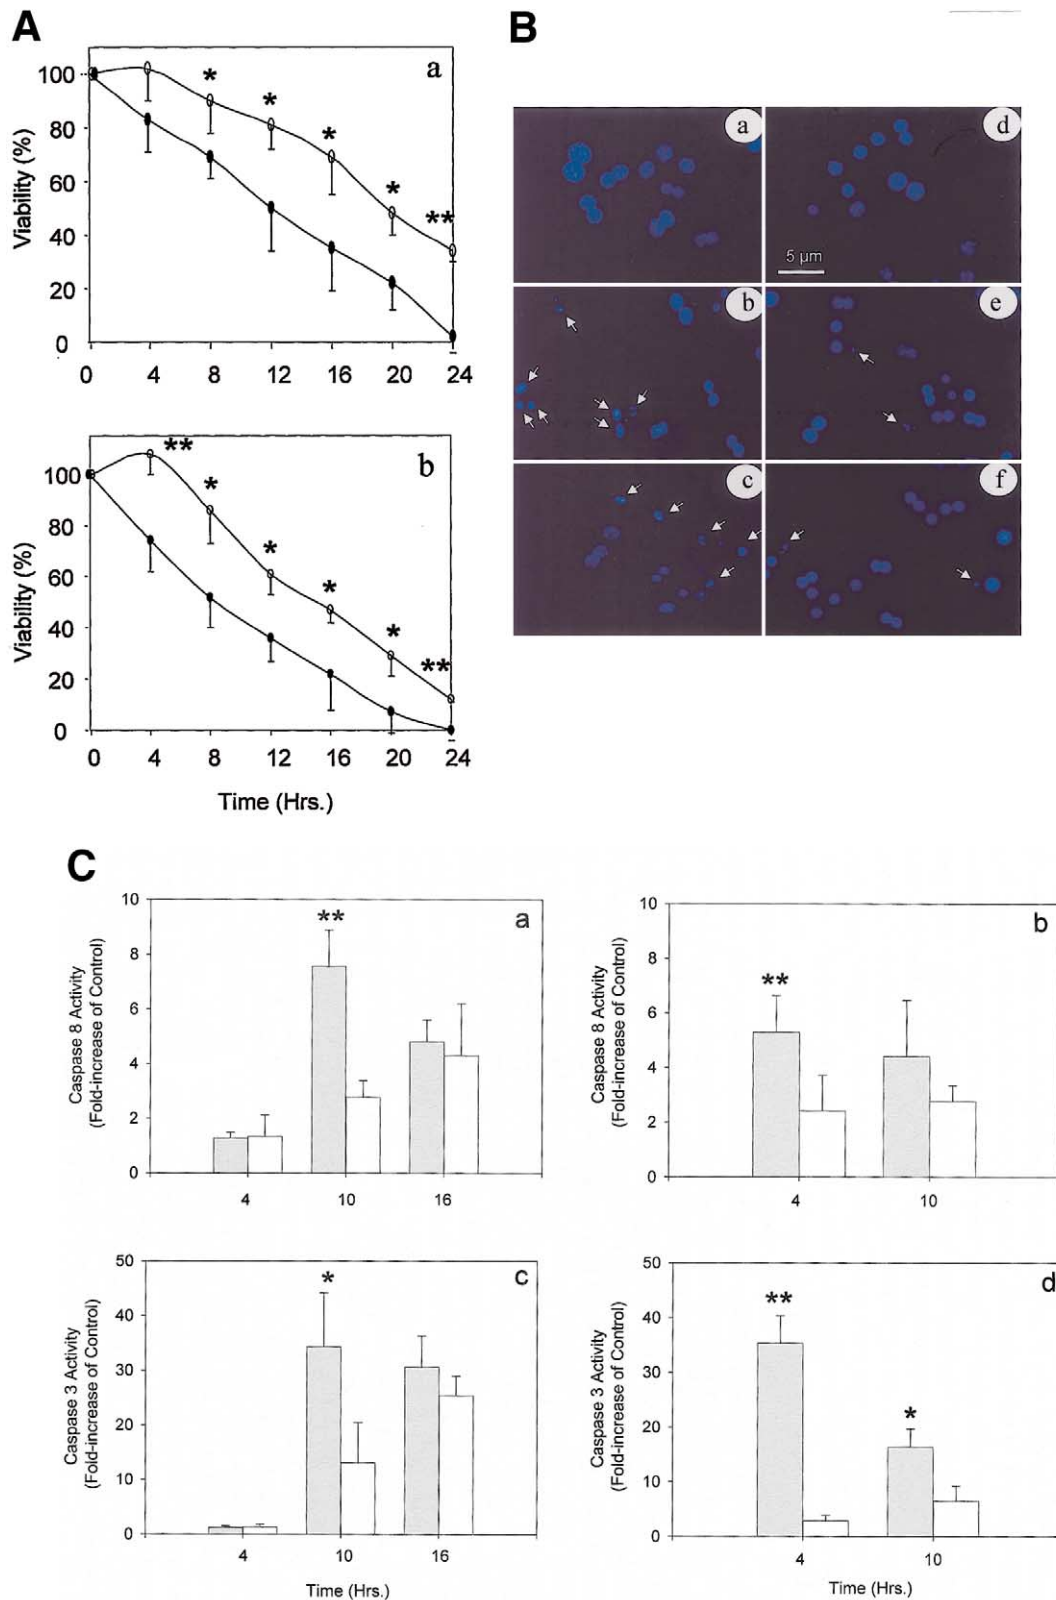 A
B
a
100
80
60
40
20
0
Viability (%)
*
*
*
*
**
0 4 8 12 16 20 24
b
100
80
60
40
20
0
Viability (%)
**
*
*
*
*
**
0 4 8 12 16 20 24
Time (Hrs.)
a
d
5 µm
b
e
c
f
C
a
10
8
6
4
2
0
Caspase 8 Activity
(Fold-increase of Control)
**
4 10 16
b
10
8
6
4
2
0
Caspase 8 Activity
(Fold-increase of Control)
**
4 10
c
50
40
30
20
10
0
Caspase 3 Activity
(Fold-increase of Control)
*
4 10 16
Time (Hrs.)
d
50
40
30
20
10
0
Caspase 3 Activity
(Fold-increase of Control)
**
*
4 10
Time (Hrs.)